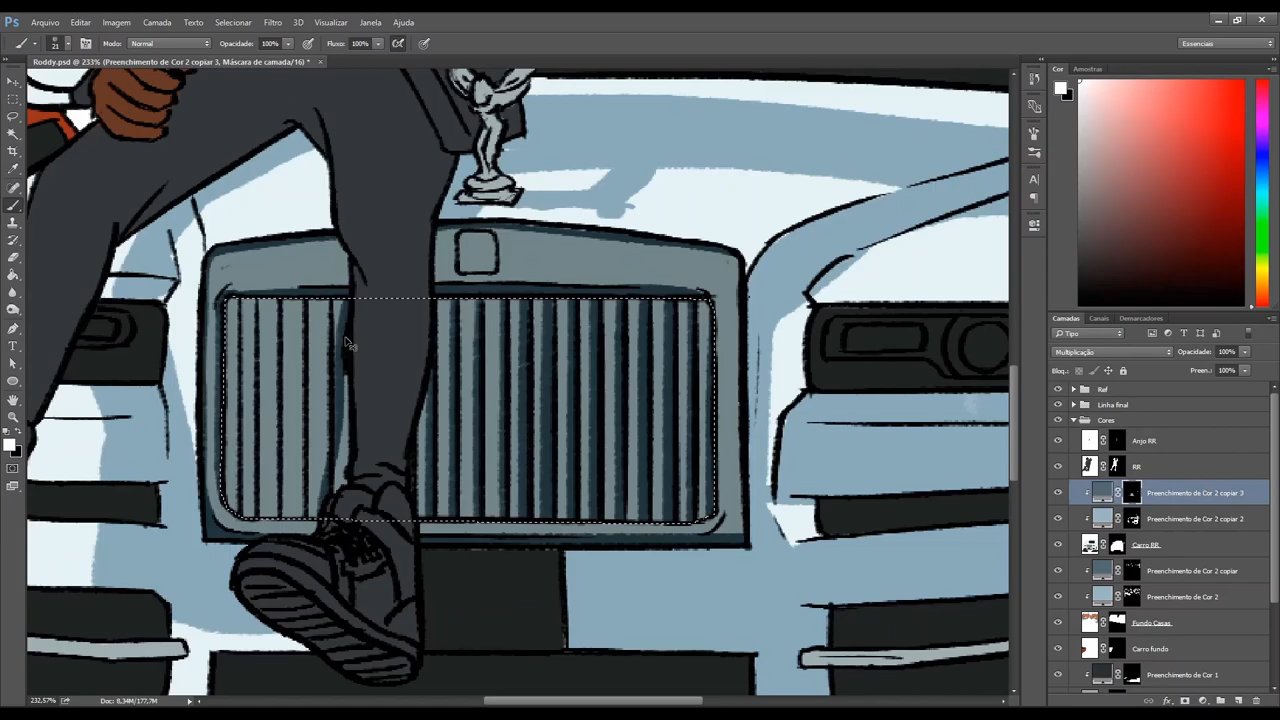 Ps Arquivo Editar Imagem Camada Texto Selecionar Filtro 3D Visualizar Janela Ajuda
21 Modo: Normal Opacidade: 100% Fluxo: 100% Essenciais
Roddy.psd @ 233% (Preenchimento de Cor 2 copiar 3, Máscara de camada/16) * ×
Cor Amostras
Camadas Canais Demarcadores
Tipo
Multiplicação Opacidade: 100%
Bloq.: Preen.: 100%
Ref
Linha final
Cores
Anjo RR
RR
Preenchimento de Cor 2 copiar 3
Preenchimento de Cor 2 copiar 2
Carro RR
Preenchimento de Cor 2 copiar
Preenchimento de Cor 2
Fundo Casas
Carro fundo
Preenchimento de Cor 1
232,57% Doc: 8,34M/177,7M